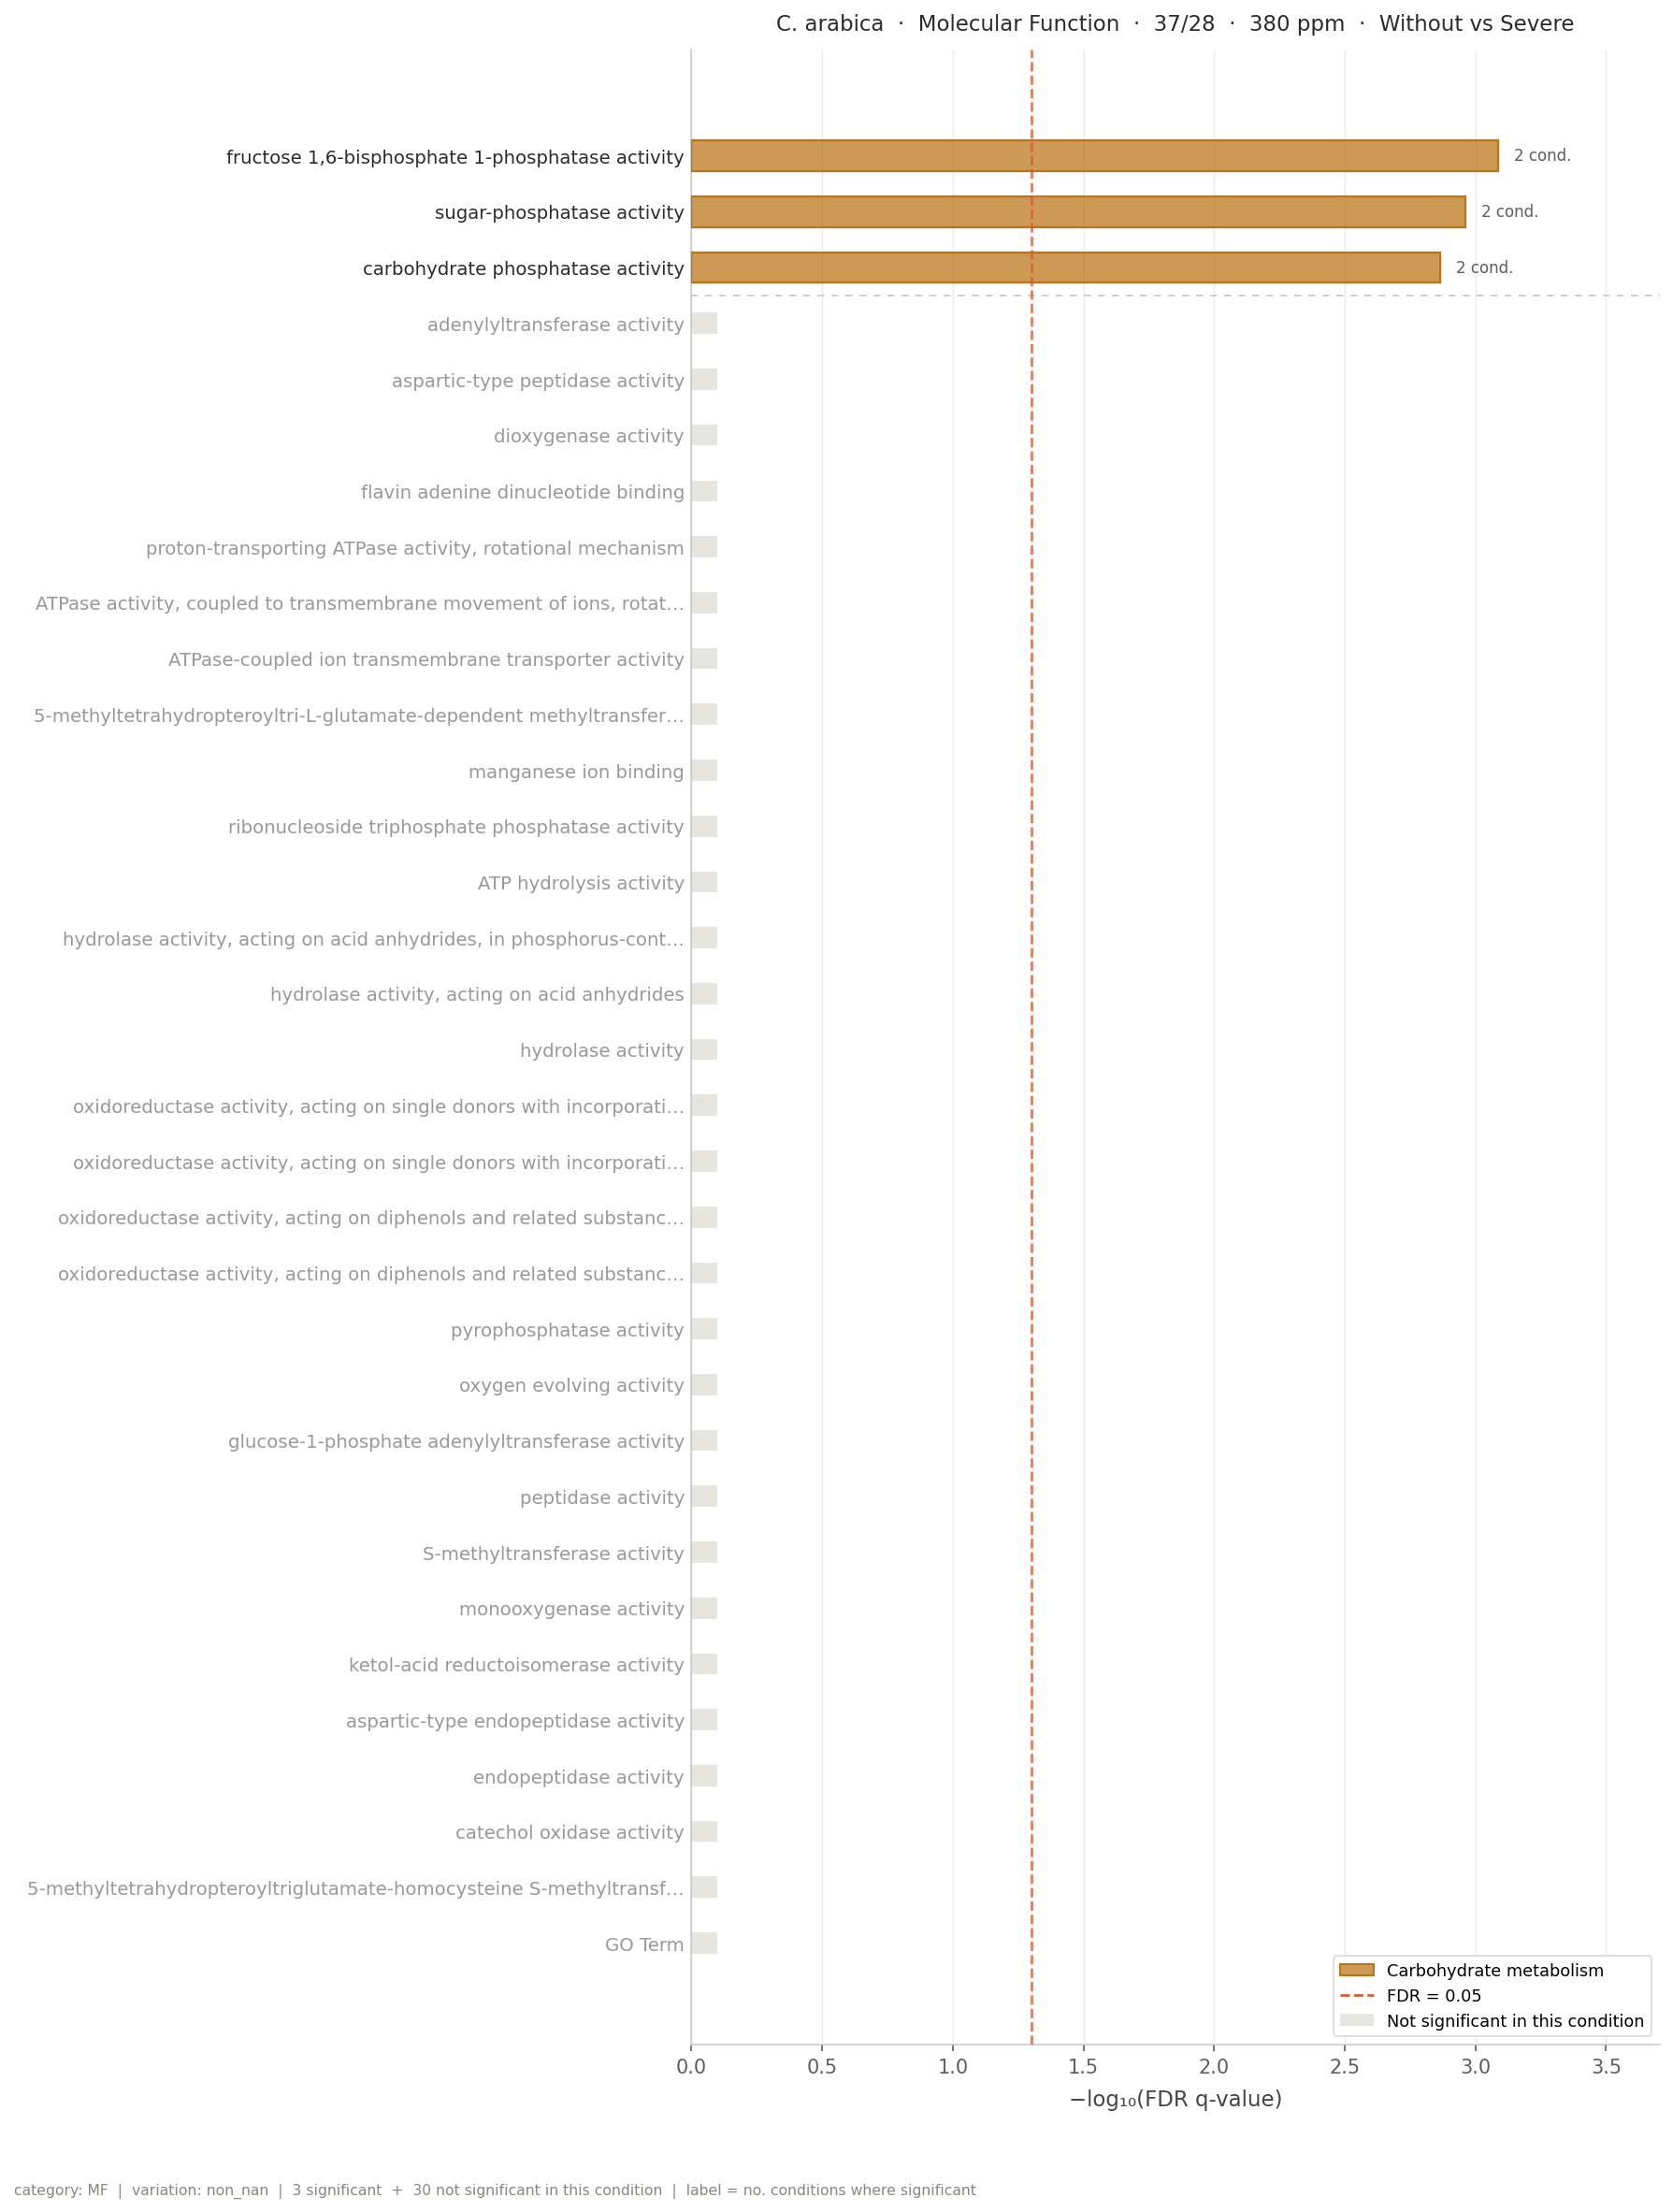 C. arabica · Molecular Function · 37/28 · 380 ppm · Without vs Severe
fructose 1,6-bisphosphate 1-phosphatase activity
2 cond.
sugar-phosphatase activity
2 cond.
carbohydrate phosphatase activity
2 cond.
adenylyltransferase activity
aspartic-type peptidase activity
dioxygenase activity
flavin adenine dinucleotide binding
proton-transporting ATPase activity, rotational mechanism
ATPase activity, coupled to transmembrane movement of ions, rotat…
ATPase-coupled ion transmembrane transporter activity
5-methyltetrahydropteroyltri-L-glutamate-dependent methyltransfer…
manganese ion binding
ribonucleoside triphosphate phosphatase activity
ATP hydrolysis activity
hydrolase activity, acting on acid anhydrides, in phosphorus-cont…
hydrolase activity, acting on acid anhydrides
hydrolase activity
oxidoreductase activity, acting on single donors with incorporati…
oxidoreductase activity, acting on single donors with incorporati…
oxidoreductase activity, acting on diphenols and related substanc…
oxidoreductase activity, acting on diphenols and related substanc…
pyrophosphatase activity
oxygen evolving activity
glucose-1-phosphate adenylyltransferase activity
peptidase activity
S-methyltransferase activity
monooxygenase activity
ketol-acid reductoisomerase activity
aspartic-type endopeptidase activity
endopeptidase activity
catechol oxidase activity
5-methyltetrahydropteroyltriglutamate-homocysteine S-methyltransf…
GO Term
Carbohydrate metabolism
FDR = 0.05
Not significant in this condition
0.0 0.5 1.0 1.5 2.0 2.5 3.0 3.5
−log₁₀(FDR q-value)
category: MF | variation: non_nan | 3 significant + 30 not significant in this condition | label = no. conditions where significant